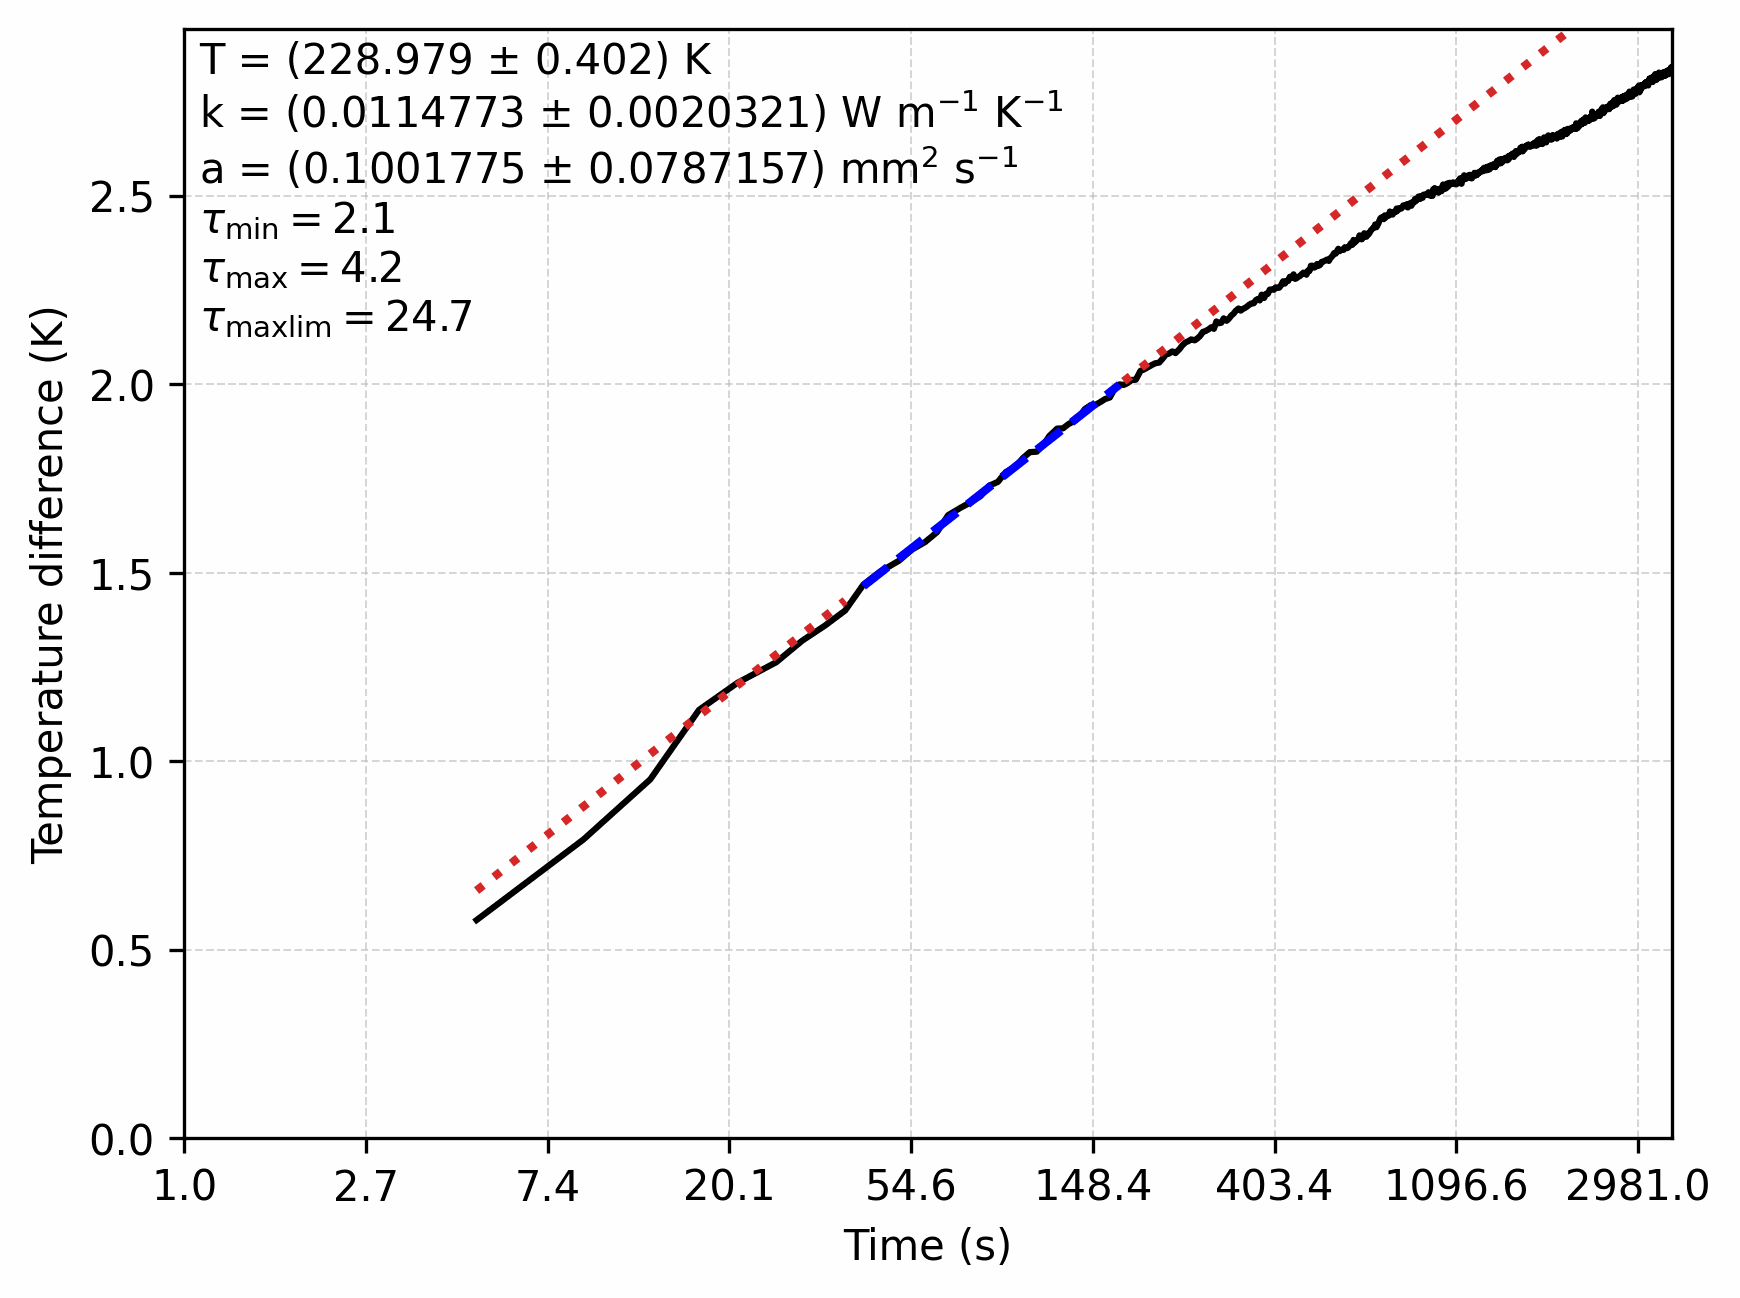 T = (228.979 ± 0.402) K
k = (0.0114773 ± 0.0020321) W m⁻¹ K⁻¹
a = (0.1001775 ± 0.0787157) mm² s⁻¹
τmin = 2.1
τmax = 4.2
τmaxlim = 24.7
2.5
2.0
1.5
1.0
0.5
0.0
Temperature difference (K)
1.0 2.7 7.4 20.1 54.6 148.4 403.4 1096.6 2981.0
Time (s)